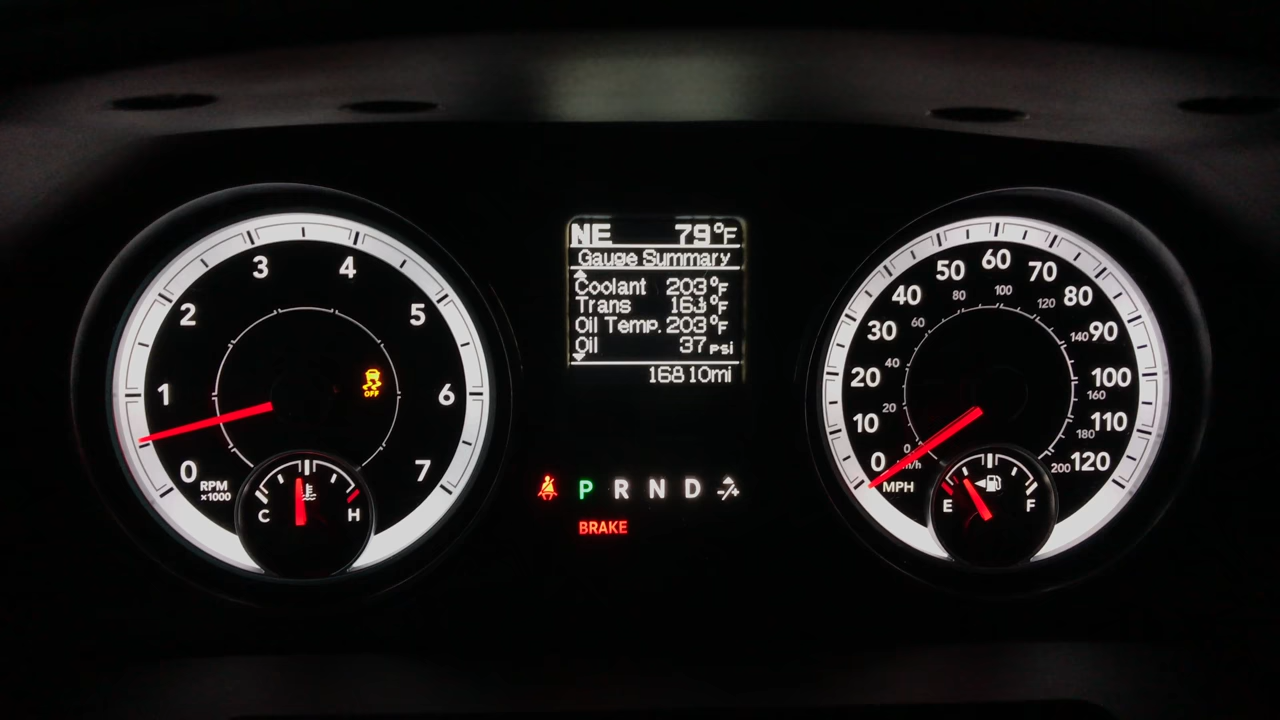 NE 79°F
Gauge Summary
Coolant 203°F
Trans 163°F
Oil Temp. 203°F
Oil 37 psi
16810mi
0 1 2 3 4 5 6 7
RPM
×1000
C H
OFF
P R N D -/+
BRAKE
0 10 20 30 40 50 60 70 80 90 100 110 120
MPH
0 20 40 60 80 100 120 140 160 180 200
km/h
E F